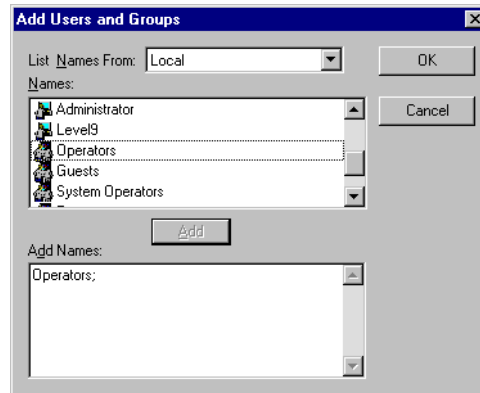 Add Users and Groups
List Names From: Local
OK
Names:
Administrator
Level9
Operators
Guests
System Operators
Cancel
Add
Add Names:
Operators;